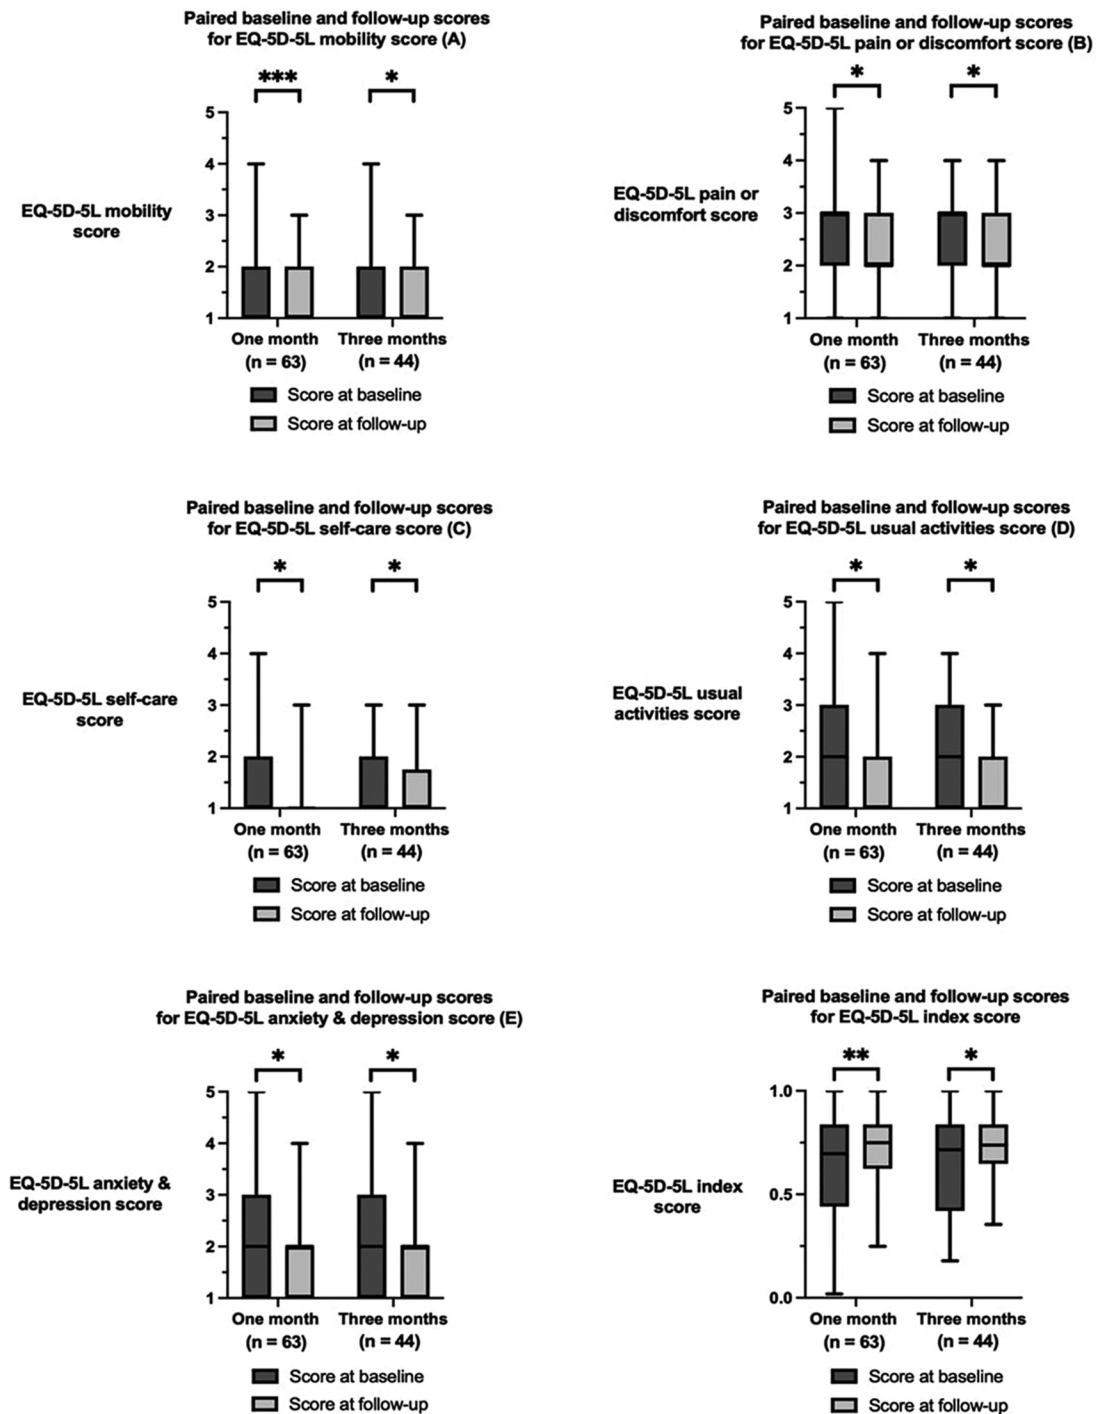 Paired baseline and follow-up scores
for EQ-5D-5L mobility score (A)
*** *
5
4
3
2
1
EQ-5D-5L mobility
score
One month Three months
(n = 63) (n = 44)
Score at baseline
Score at follow-up
Paired baseline and follow-up scores
for EQ-5D-5L pain or discomfort score (B)
* *
5
4
3
2
1
EQ-5D-5L pain or
discomfort score
One month Three months
(n = 63) (n = 44)
Score at baseline
Score at follow-up
Paired baseline and follow-up scores
for EQ-5D-5L self-care score (C)
* *
5
4
3
2
1
EQ-5D-5L self-care
score
One month Three months
(n = 63) (n = 44)
Score at baseline
Score at follow-up
Paired baseline and follow-up scores
for EQ-5D-5L usual activities score (D)
* *
5
4
3
2
1
EQ-5D-5L usual
activities score
One month Three months
(n = 63) (n = 44)
Score at baseline
Score at follow-up
Paired baseline and follow-up scores
for EQ-5D-5L anxiety & depression score (E)
* *
5
4
3
2
1
EQ-5D-5L anxiety &
depression score
One month Three months
(n = 63) (n = 44)
Score at baseline
Score at follow-up
Paired baseline and follow-up scores
for EQ-5D-5L index score
** *
1.0
0.5
0.0
EQ-5D-5L index
score
One month Three months
(n = 63) (n = 44)
Score at baseline
Score at follow-up